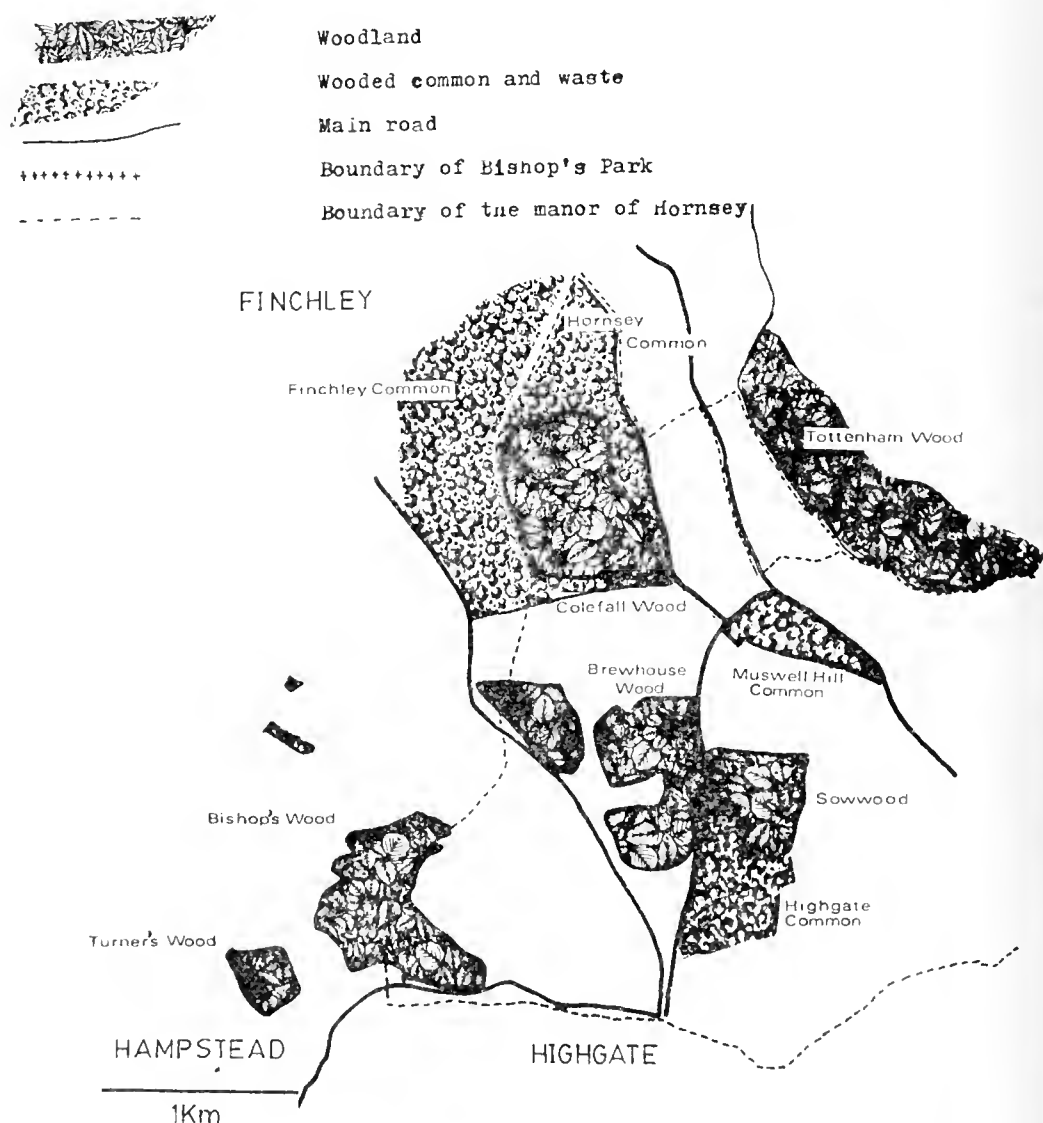 Woodland
Wooded common and waste
Main road
Boundary of Bishop's Park
Boundary of the manor of Hornsey
FINCHLEY
Hornsey
Common
Finchley Common
Tottenham Wood
Colefall Wood
Brewhouse
Wood
Muswell Hill
Common
Bishop's Wood
Sowwood
Highgate
Common
Turner's Wood
HAMPSTEAD
HIGHGATE
1Km